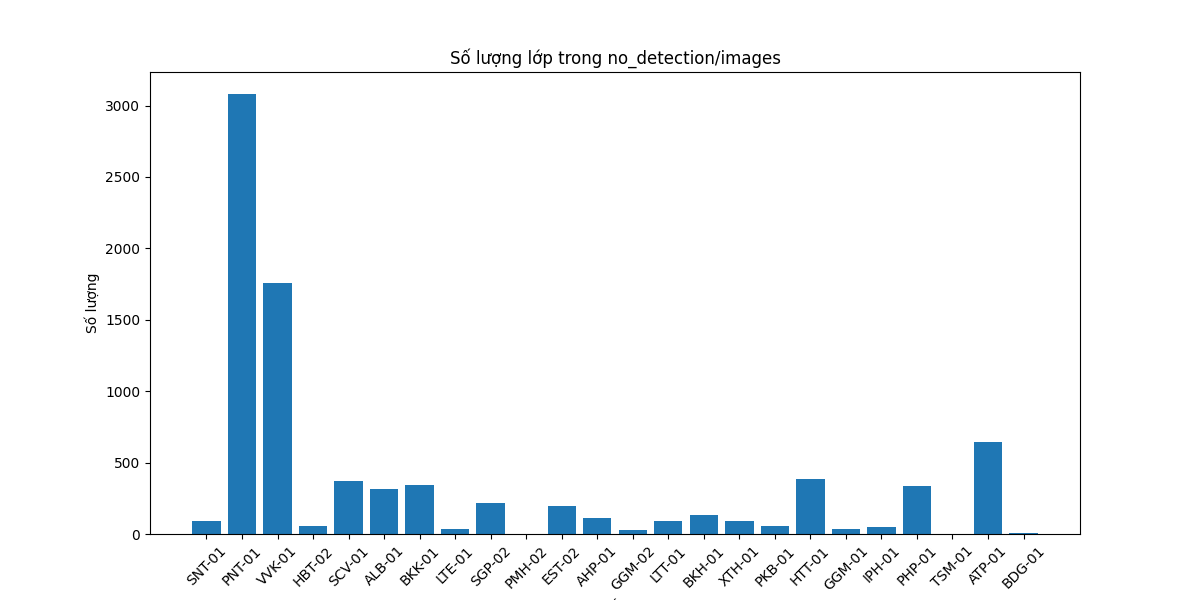 Số lượng lớp trong no_detection/images
Số lượng
3000
2500
2000
1500
1000
500
0
SNT-01
PNT-01
VVK-01
HBT-02
SCV-01
ALB-01
BKK-01
LTE-01
SGP-02
PMH-02
EST-02
AHP-01
GGM-02
LTT-01
BKH-01
XTH-01
PKB-01
HTT-01
GGM-01
IPH-01
PHP-01
TSM-01
ATP-01
BDG-01